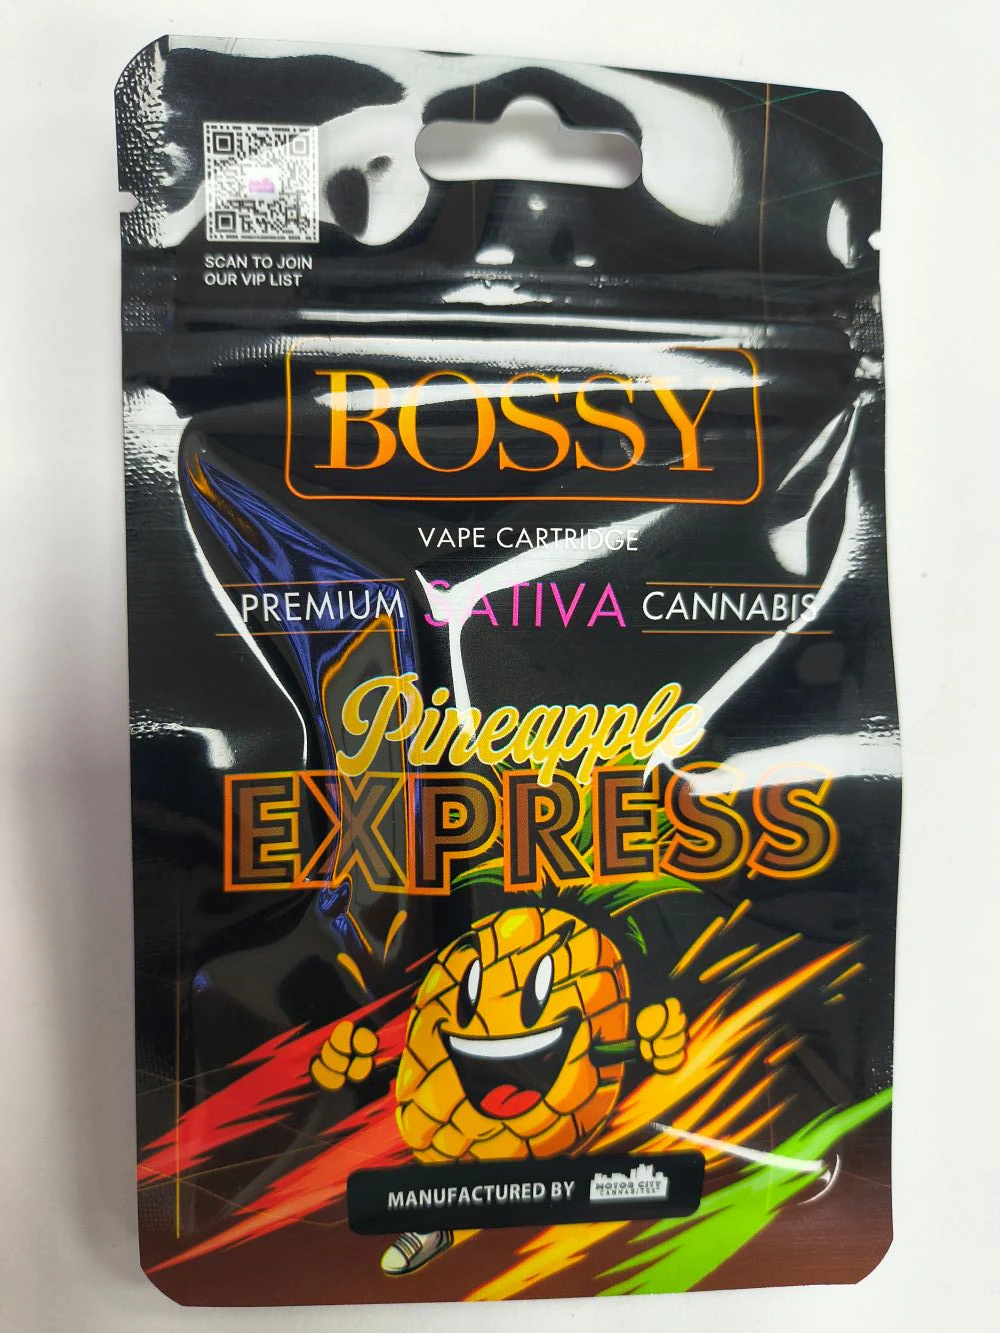 SCAN TO JOIN
OUR VIP LIST
BOSSY
VAPE CARTRIDGE
PREMIUM SATIVA CANNABIS
Pineapple
EXPRESS
MANUFACTURED BY MOTOR CITY
CANNABITES